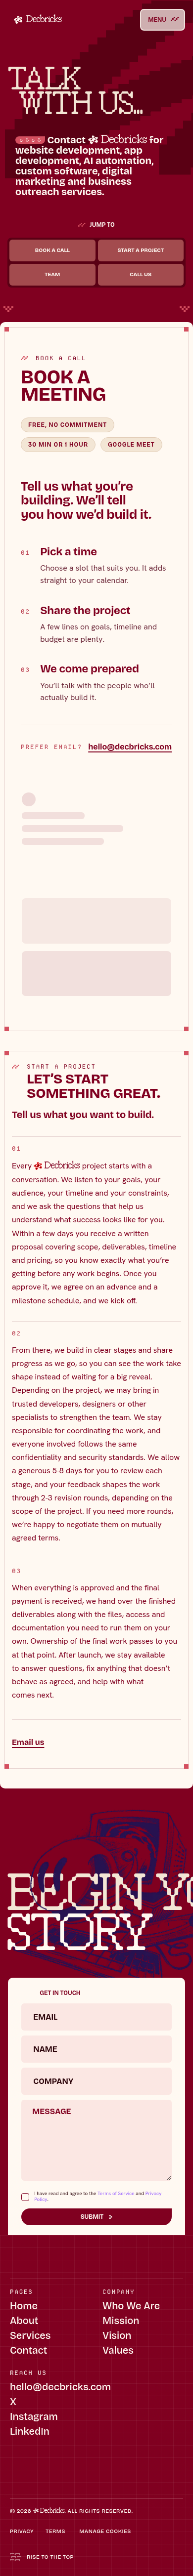 Decbricks
MENU
TALK
WITH US...
Contact Decbricks for
website development, app
development, AI automation,
custom software, digital
marketing and business
outreach services.
JUMP TO
BOOK A CALL
START A PROJECT
TEAM
CALL US
BOOK A CALL
BOOK A
MEETING
FREE, NO COMMITMENT
30 MIN OR 1 HOUR
GOOGLE MEET
Tell us what you’re
building. We’ll tell
you how we’d build it.
01
Pick a time
Choose a slot that suits you. It adds
straight to your calendar.
02
Share the project
A few lines on goals, timeline and
budget are plenty.
03
We come prepared
You’ll talk with the people who’ll
actually build it.
PREFER EMAIL? hello@decbricks.com
START A PROJECT
LET’S START
SOMETHING GREAT.
Tell us what you want to build.
01
Every Decbricks project starts with a
conversation. We listen to your goals, your
audience, your timeline and your constraints,
and we ask the questions that help us
understand what success looks like for you.
Within a few days you receive a written
proposal covering scope, deliverables, timeline
and pricing, so you know exactly what you’re
getting before any work begins. Once you
approve it, we agree on an advance and a
milestone schedule, and we kick off.
02
From there, we build in clear stages and share
progress as we go, so you can see the work take
shape instead of waiting for a big reveal.
Depending on the project, we may bring in
trusted developers, designers or other
specialists to strengthen the team. We stay
responsible for coordinating the work, and
everyone involved follows the same
confidentiality and security standards. We allow
a generous 5-8 days for you to review each
stage, and your feedback shapes the work
through 2-3 revision rounds, depending on the
scope of the project. If you need more rounds,
we’re happy to negotiate them on mutually
agreed terms.
03
When everything is approved and the final
payment is received, we hand over the finished
deliverables along with the files, access and
documentation you need to run them on your
own. Ownership of the final work passes to you
at that point. After launch, we stay available
to answer questions, fix anything that doesn’t
behave as agreed, and help with what
comes next.
Email us
BEGIN YO
STORY
GET IN TOUCH
EMAIL
NAME
COMPANY
MESSAGE
I have read and agree to the Terms of Service and Privacy
Policy.
SUBMIT
PAGES
Home
About
Services
Contact
COMPANY
Who We Are
Mission
Vision
Values
REACH US
hello@decbricks.com
X
Instagram
LinkedIn
© 2026 Decbricks. ALL RIGHTS RESERVED.
PRIVACY
TERMS
MANAGE COOKIES
RISE TO THE TOP